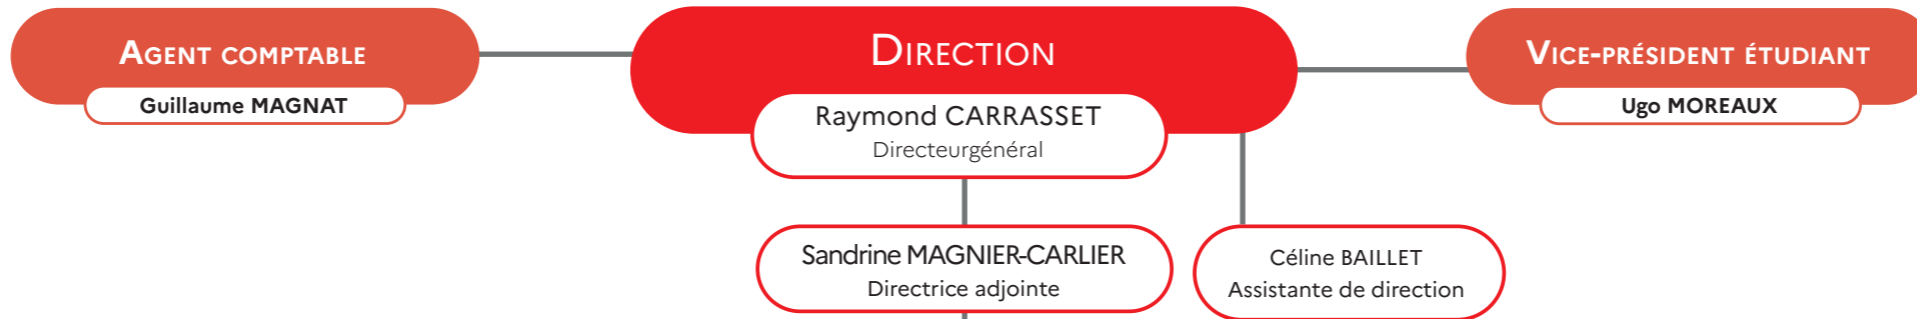 AGENT COMPTABLE
Guillaume MAGNAT
DIRECTION
Raymond CARRASSET
Directeurgénéral
VICE-PRÉSIDENT ÉTUDIANT
Ugo MOREAUX
Sandrine MAGNIER-CARLIER
Directrice adjointe
Céline BAILLET
Assistante de direction